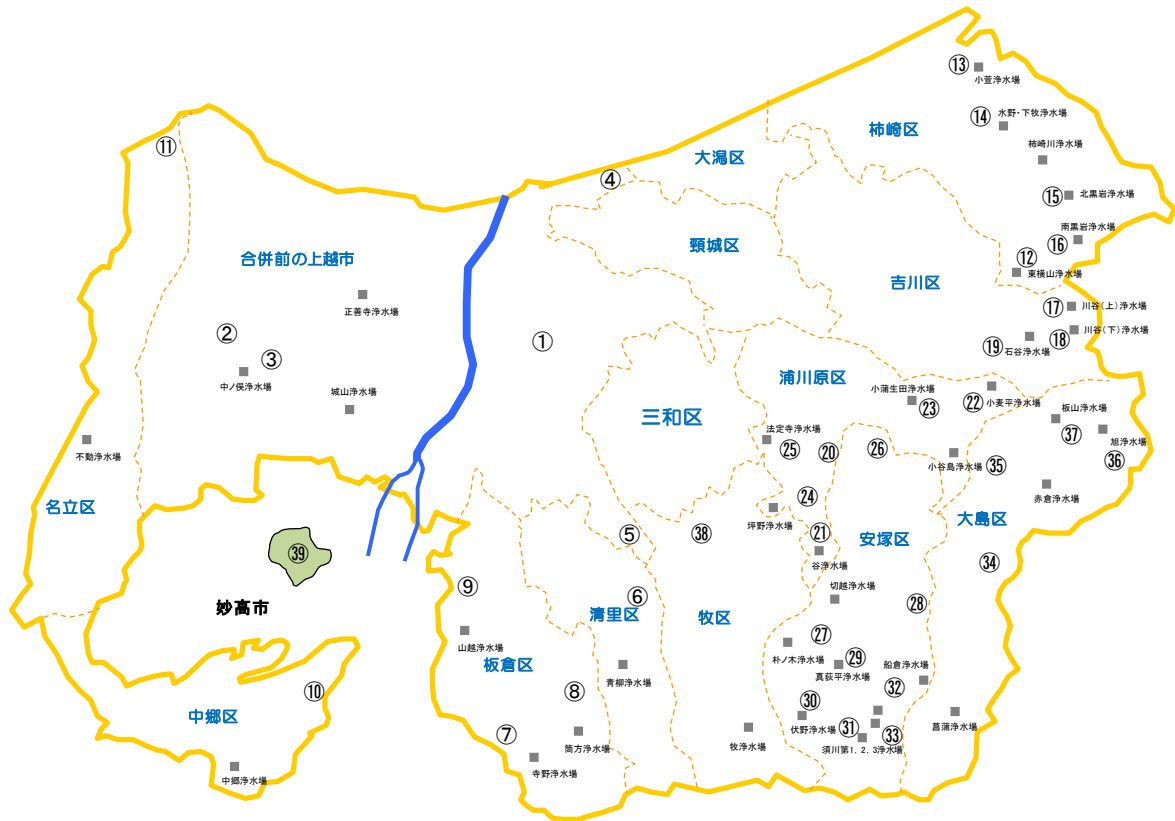 ⑬
小萱浄水場
⑭
水野・下牧浄水場
柿崎区
⑪
柿崎川浄水場
大潟区
④
⑮
北黒岩浄水場
南黒岩浄水場
⑯
頸城区
合併前の上越市
⑫
東横山浄水場
吉川区
正善寺浄水場
⑰
川谷(上)浄水場
②
①
⑱
川谷(下)浄水場
⑲
石谷浄水場
③
中ノ俣浄水場
浦川原区
小蒲生田浄水場
城山浄水場
㉓
㉒
小麦平浄水場
三和区
板山浄水場
㊲
法定寺浄水場
旭浄水場
不動浄水場
㉕
⑳
㉖
㊱
小谷島浄水場
㉟
赤倉浄水場
名立区
㉔
坪野浄水場
大島区
⑤
㊳
㉑
安塚区
㊴
谷浄水場
㉞
⑨
⑥
切越浄水場
㉘
妙高市
清里区
牧区
山越浄水場
㉗
板倉区
朴ノ木浄水場
㉙
真荻平浄水場
船倉浄水場
青柳浄水場
⑩
⑧
㉜
中郷区
㉚
伏野浄水場
㉛
㉝
菖蒲浄水場
⑦
筒方浄水場
牧浄水場
須川第1,2,3浄水場
寺野浄水場
中郷浄水場